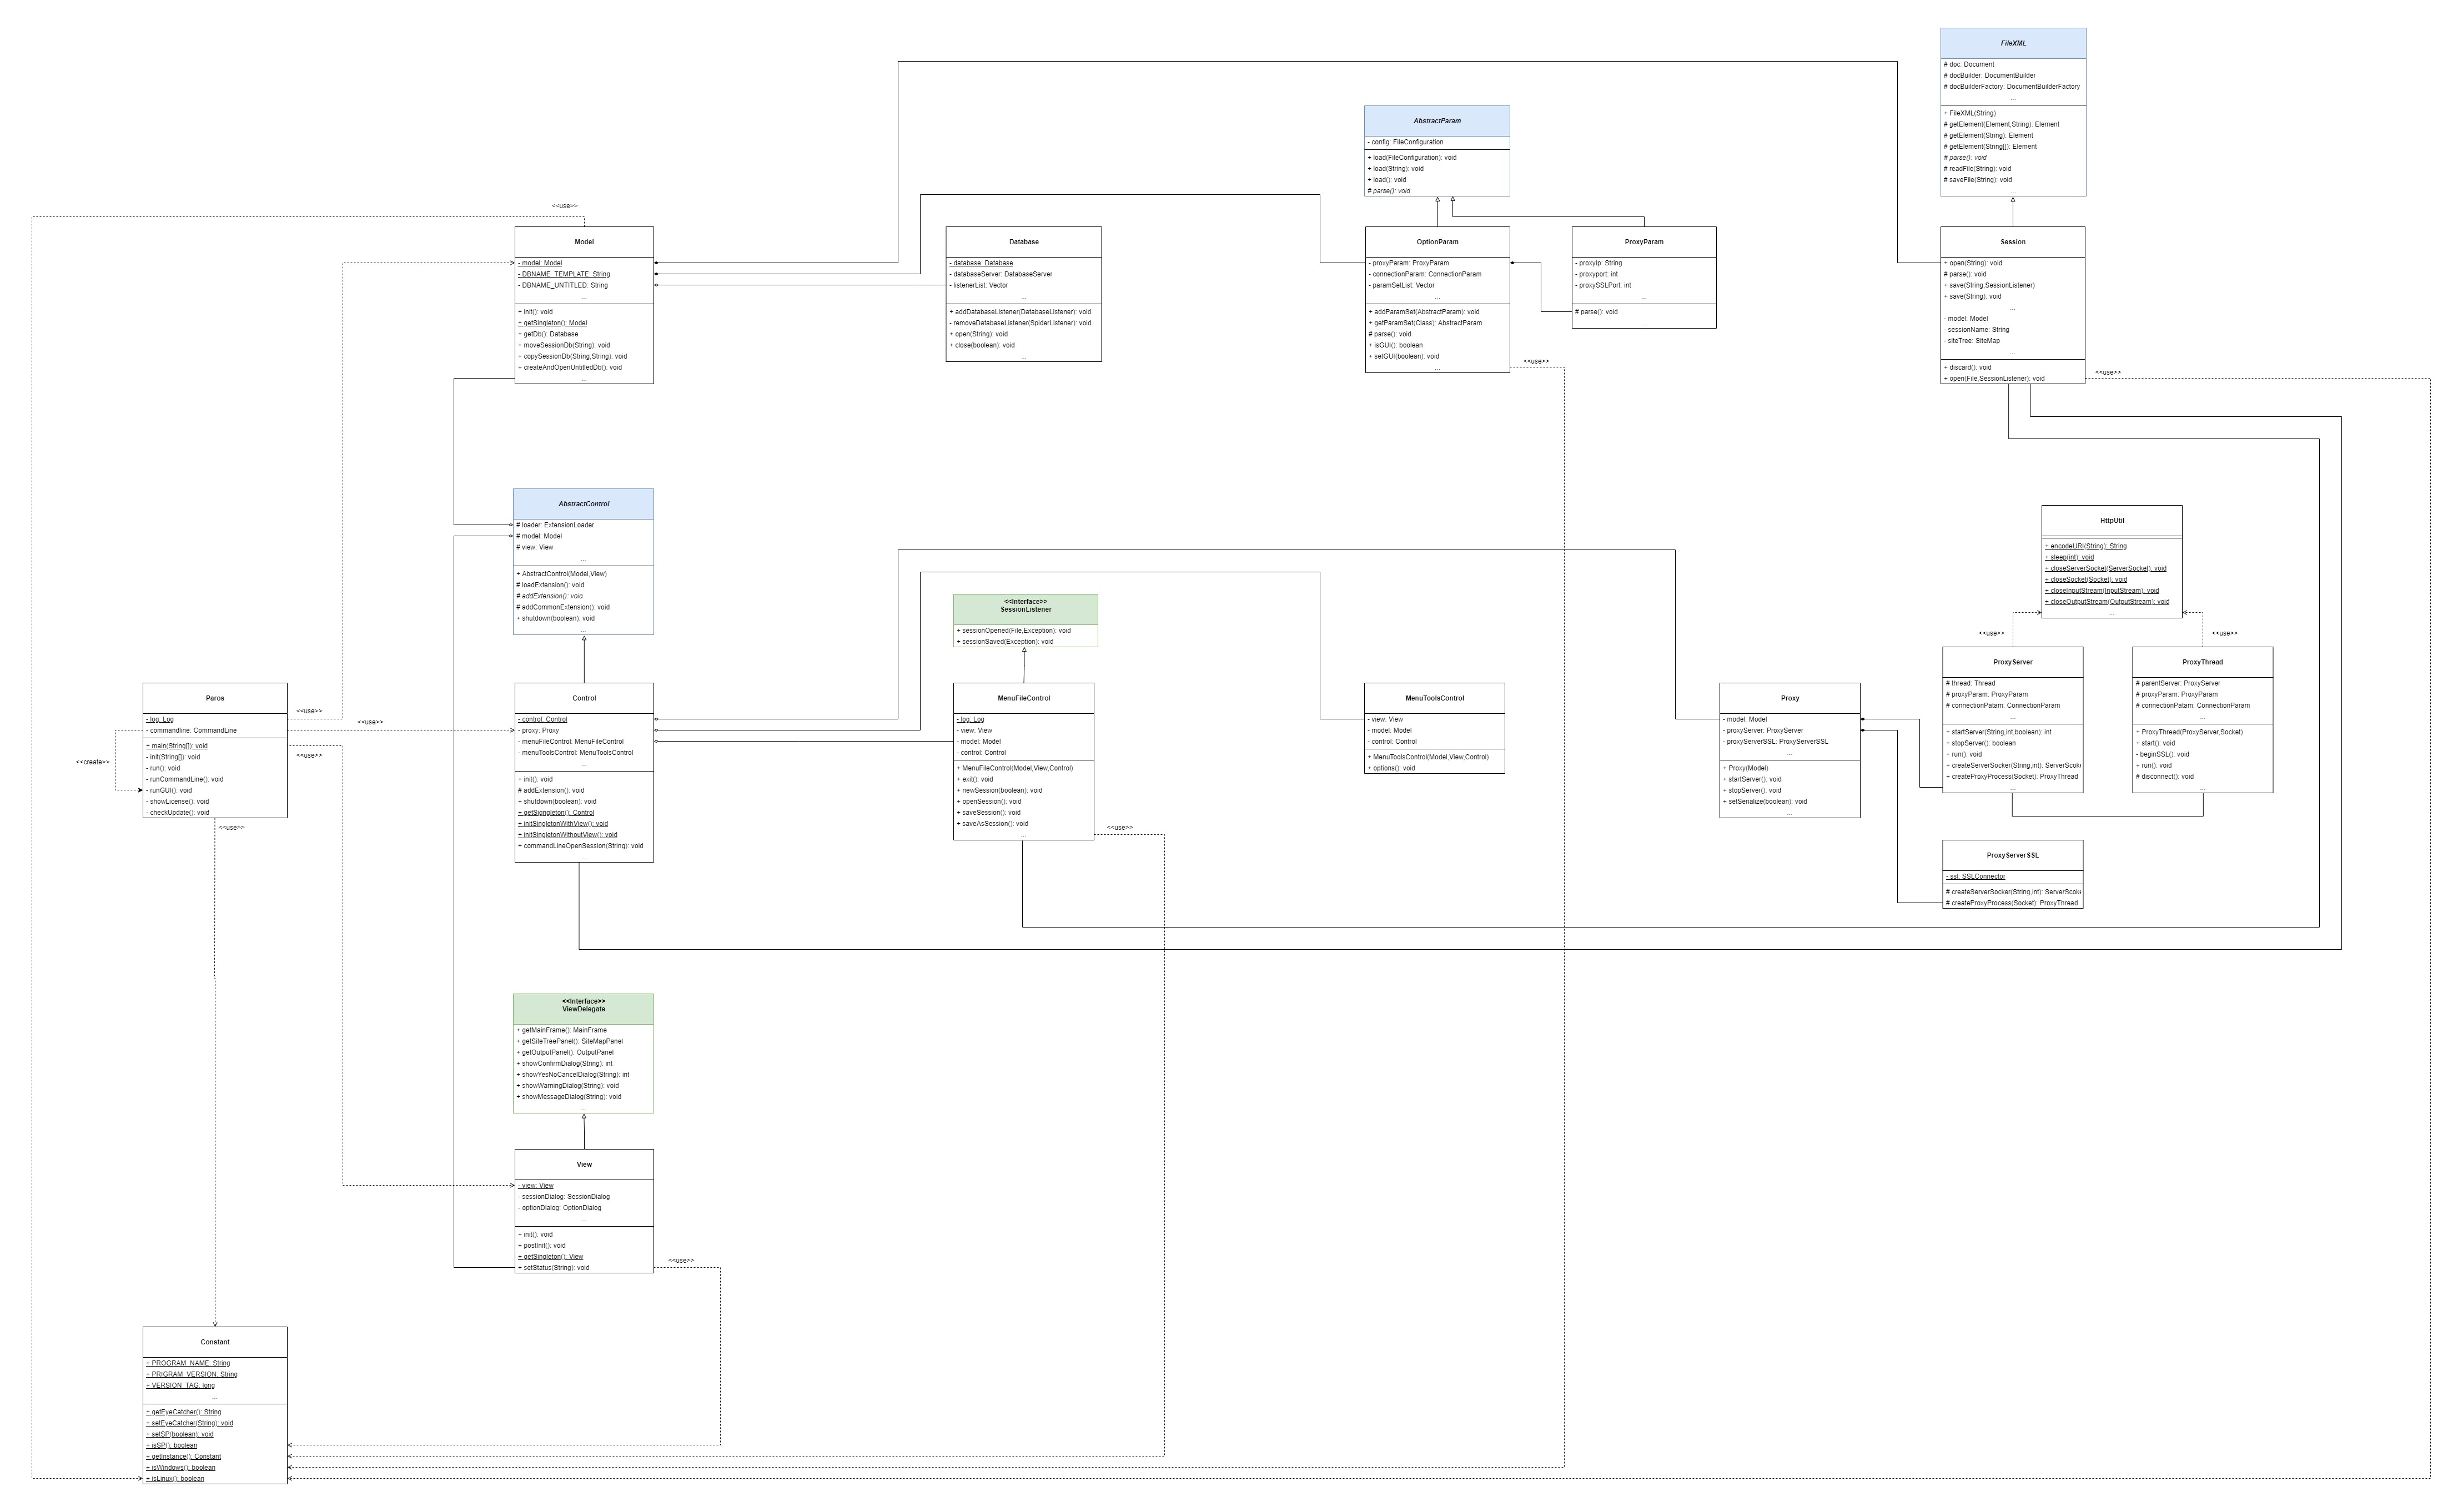 FileXML
# doc: Document
# docBuilder: DocumentBuilder
# docBuilderFactory: DocumentBuilderFactory
...
+ FileXML(String)
# getElement(Element,String): Element
# getElement(String): Element
# getElement(String[]): Element
# parse(): void
# readFile(String): void
# saveFile(String): void
...
AbstractParam
- config: FileConfiguration
+ load(FileConfiguration): void
+ load(String): void
+ load(): void
# parse(): void
<<use>>
Model
- model: Model
- DBNAME_TEMPLATE: String
- DBNAME_UNTITLED: String
...
+ init(): void
+ getSingleton(): Model
+ getDb(): Database
+ moveSessionDb(String): void
+ copySessionDb(String,String): void
+ createAndOpenUntitledDb(): void
...
Database
- database: Database
- databaseServer: DatabaseServer
- listenerList: Vector
...
+ addDatabaseListener(DatabaseListener): void
- removeDatabaseListener(SpiderListener): void
+ open(String): void
+ close(boolean): void
...
OptionParam
- proxyParam: ProxyParam
- connectionParam: ConnectionParam
- paramSetList: Vector
...
+ addParamSet(AbstractParam): void
+ getParamSet(Class): AbstractParam
# parse(): void
+ isGUI(): boolean
+ setGUI(boolean): void
...
<<use>>
ProxyParam
- proxyIp: String
- proxyport: int
- proxySSLPort: int
...
# parse(): void
...
Session
+ open(String): void
# parse(): void
+ save(String,SessionListener)
+ save(String): void
...
- model: Model
- sessionName: String
- siteTree: SiteMap
...
+ discard(): void
+ open(File,SessionListener): void
<<use>>
AbstractControl
# loader: ExtensionLoader
# model: Model
# view: View
...
+ AbstractControl(Model,View)
# loadExtension(): void
# addExtension(): void
# addCommonExtension(): void
+ shutdown(boolean): void
...
<<Interface>>
SessionListener
+ sessionOpened(File,Exception): void
+ sessionSaved(Exception): void
HttpUtil
+ encodeURI(String): String
+ sleep(int): void
+ closeServerSocket(ServerSocket): void
+ closeSocket(Socket): void
+ closeInputStream(InputStream): void
+ closeOutputStream(OutputStream): void
...
<<use>>
<<use>>
Paros
- log: Log
- commandline: CommandLine
+ main(String[]): void
- init(String[]): void
- run(): void
- runCommandLine(): void
- runGUI(): void
- showLicense(): void
- checkUpdate(): void
<<create>>
<<use>>
<<use>>
<<use>>
<<use>>
Control
- control: Control
- proxy: Proxy
- menuFileControl: MenuFileControl
- menuToolsControl: MenuToolsControl
...
+ init(): void
# addExtension(): void
+ shutdown(boolean): void
+ getSigngleton(): Control
+ initSingletonWithView(): void
+ initSingletonWithoutView(): void
+ commandLineOpenSession(String): void
...
MenuFileControl
- log: Log
- view: View
- model: Model
- control: Control
+ MenuFileControl(Model,View,Control)
+ exit(): void
+ newSession(boolean): void
+ openSession(): void
+ saveSession(): void
+ saveAsSession(): void
...
<<use>>
MenuToolsControl
- view: View
- model: Model
- control: Control
+ MenuToolsControl(Model,View,Control)
+ options(): void
Proxy
- model: Model
- proxyServer: ProxyServer
- proxyServerSSL: ProxyServerSSL
...
+ Proxy(Model)
+ startServer(): void
+ stopServer(): void
+ setSerialize(boolean): void
...
ProxyServer
# thread: Thread
# proxyParam: ProxyParam
# connectionPatam: ConnectionParam
...
+ startServer(String,int,boolean): int
+ stopServer(): boolean
+ run(): void
+ createServerSocker(String,int): ServerScok
+ createProxyProcess(Socket): ProxyThread
...
ProxyThread
# parentServer: ProxyServer
# proxyParam: ProxyParam
# connectionPatam: ConnectionParam
...
+ ProxyThread(ProxyServer,Socket)
+ start(): void
- beginSSL(): void
+ run(): void
# disconnect(): void
...
ProxyServerSSL
- ssl: SSLConnector
# createServerSocker(String,int): ServerScok
# createProxyProcess(Socket): ProxyThread
<<Interface>>
ViewDelegate
+ getMainFrame(): MainFrame
+ getSiteTreePanel(): SiteMapPanel
+ getOutputPanel(): OutputPanel
+ showConfirmDialog(String): int
+ showYesNoCancelDialog(String): int
+ showWarningDialog(String): void
+ showMessageDialog(String): void
...
View
- view: View
- sessionDialog: SessionDialog
- optionDialog: OptionDialog
...
+ init(): void
+ postInit(): void
+ getSingleton(): View
+ setStatus(String): void
<<use>>
Constant
+ PROGRAM_NAME: String
+ PRIGRAM_VERSION: String
+ VERSION_TAG: long
...
+ getEyeCatcher(): String
+ setEyeCatcher(String): void
+ setSP(boolean): void
+ isSP(): boolean
+ getInstance(): Constant
+ isWindows(): boolean
+ isLinux(): boolean